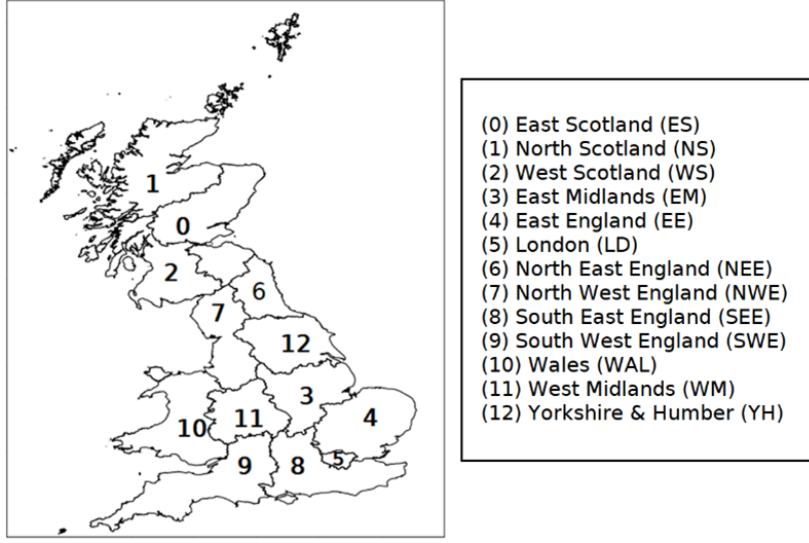 1
0
2
6
7
12
3
4
11
10
5
9
8
(0) East Scotland (ES)
(1) North Scotland (NS)
(2) West Scotland (WS)
(3) East Midlands (EM)
(4) East England (EE)
(5) London (LD)
(6) North East England (NEE)
(7) North West England (NWE)
(8) South East England (SEE)
(9) South West England (SWE)
(10) Wales (WAL)
(11) West Midlands (WM)
(12) Yorkshire & Humber (YH)